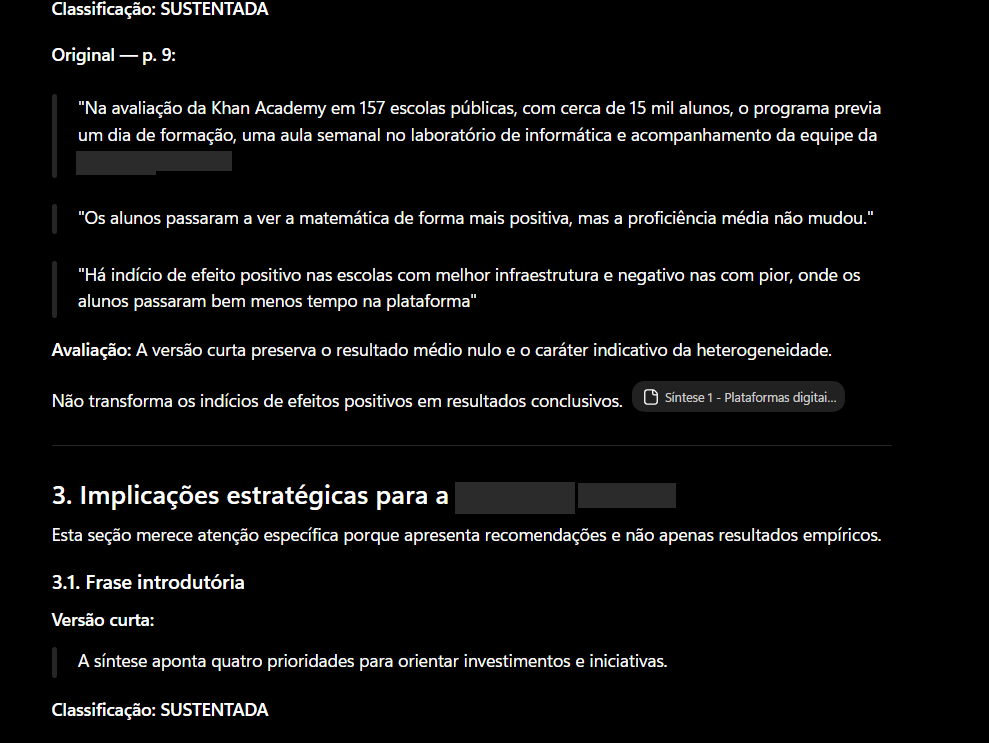 Classificação: SUSTENTADA
Original — p. 9:
"Na avaliação da Khan Academy em 157 escolas públicas, com cerca de 15 mil alunos, o programa previa
um dia de formação, uma aula semanal no laboratório de informática e acompanhamento da equipe da
"Os alunos passaram a ver a matemática de forma mais positiva, mas a proficiência média não mudou."
"Há indício de efeito positivo nas escolas com melhor infraestrutura e negativo nas com pior, onde os
alunos passaram bem menos tempo na plataforma"
Avaliação: A versão curta preserva o resultado médio nulo e o caráter indicativo da heterogeneidade.
Não transforma os indícios de efeitos positivos em resultados conclusivos. Síntese 1 - Plataformas digitai...
3. Implicações estratégicas para a
Esta seção merece atenção específica porque apresenta recomendações e não apenas resultados empíricos.
3.1. Frase introdutória
Versão curta:
A síntese aponta quatro prioridades para orientar investimentos e iniciativas.
Classificação: SUSTENTADA